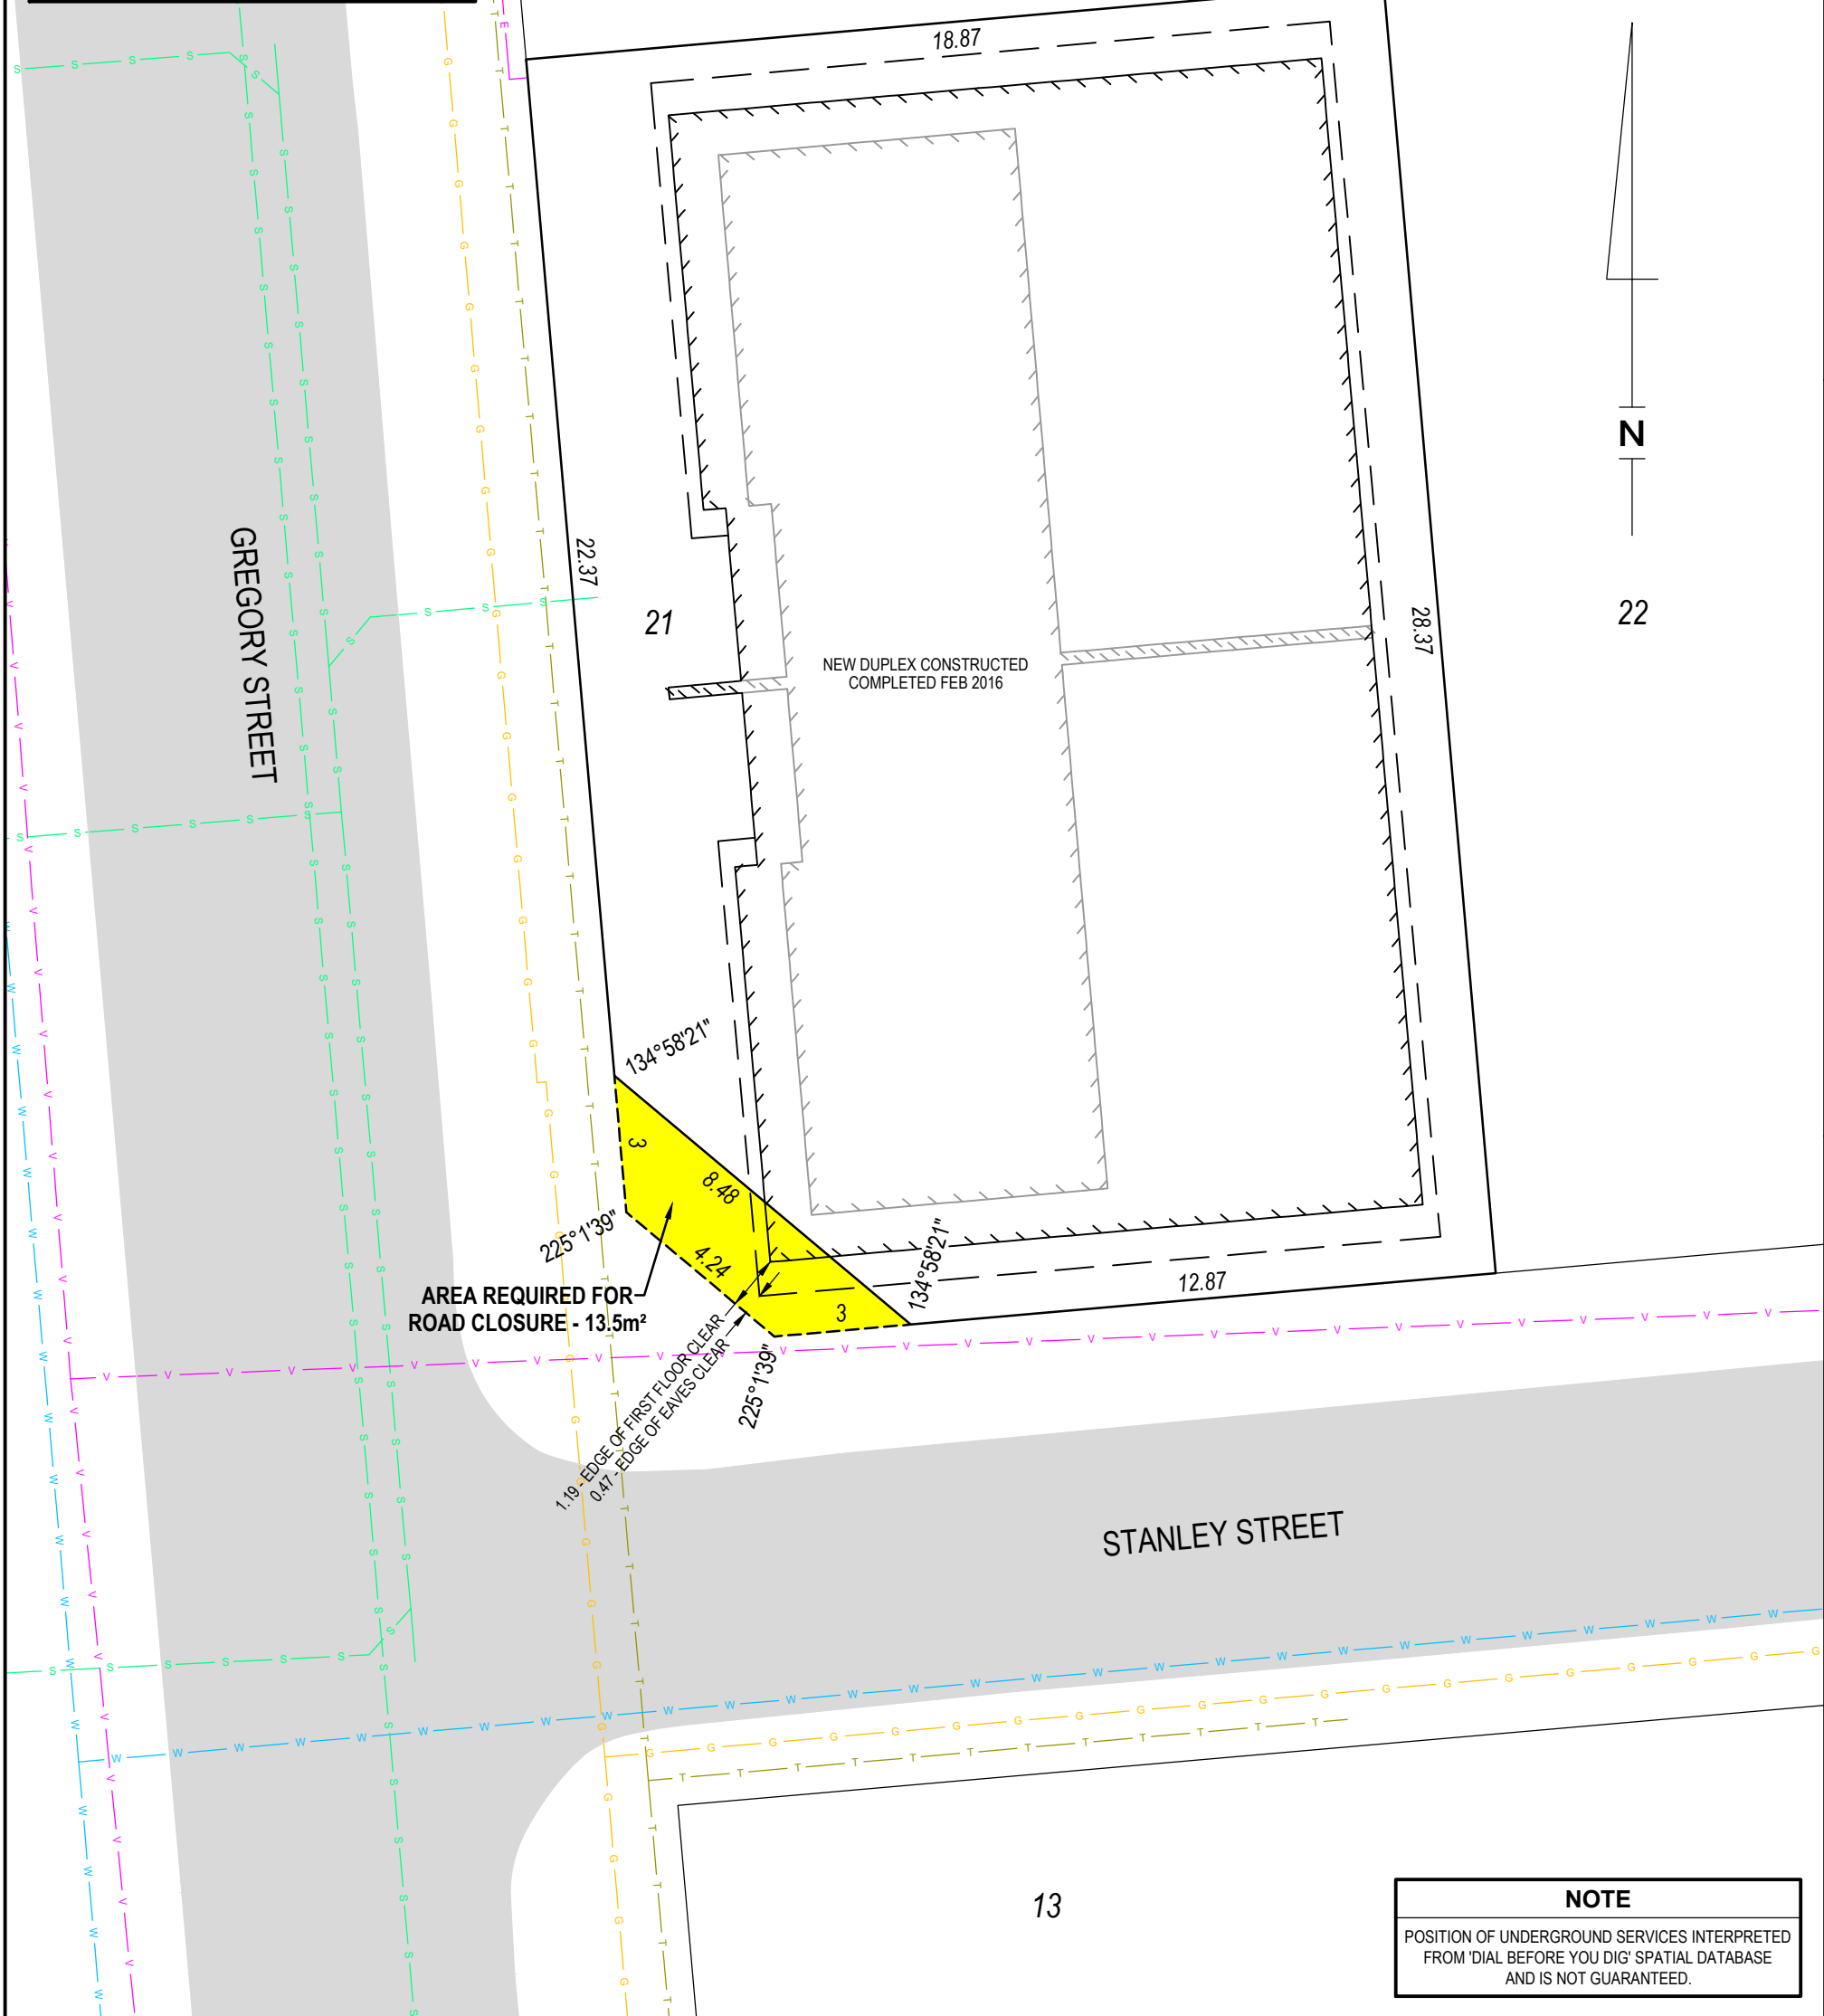 18.87
N
GREGORY STREET
22.37
21
28.37
22
NEW DUPLEX CONSTRUCTED
COMPLETED FEB 2016
134°58'21"
3
8.48
225°1'39"
4.24
134°58'21"
12.87
3
AREA REQUIRED FOR
ROAD CLOSURE - 13.5m²
1.19 - EDGE OF FIRST FLOOR CLEAR
0.47 - EDGE OF EAVES CLEAR
225°1'39"
STANLEY STREET
13
NOTE
POSITION OF UNDERGROUND SERVICES INTERPRETED
FROM 'DIAL BEFORE YOU DIG' SPATIAL DATABASE
AND IS NOT GUARANTEED.